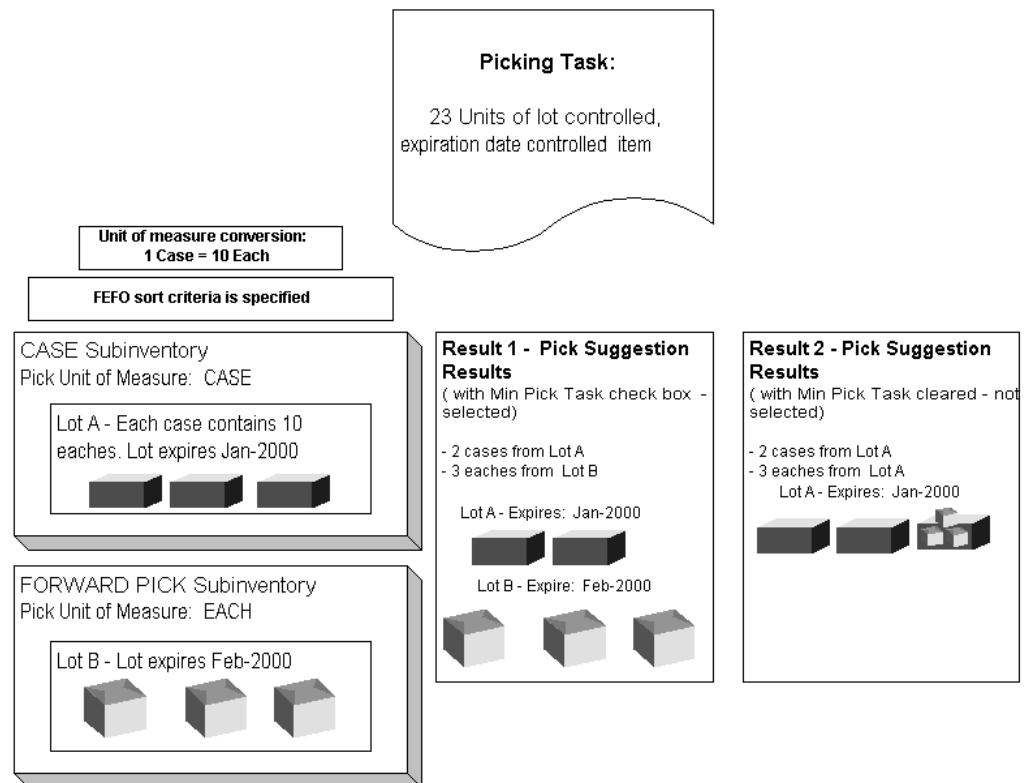 Picking Task:
23 Units of lot controlled,
expiration date controlled item
Unit of measure conversion:
1 Case = 10 Each
FEFO sort criteria is specified
CASE Subinventory
Pick Unit of Measure: CASE
Lot A - Each case contains 10
eaches. Lot expires Jan-2000
FORWARD PICK Subinventory
Pick Unit of Measure: EACH
Lot B - Lot expires Feb-2000
Result 1 - Pick Suggestion
Results
( with Min Pick Task check box -
selected)
- 2 cases from Lot A
- 3 eaches from Lot B
Lot A - Expires: Jan-2000
Lot B - Expire: Feb-2000
Result 2 - Pick Suggestion
Results
( with Min Pick Task cleared - not
selected)
- 2 cases from Lot A
- 3 eaches from Lot A
Lot A - Expires: Jan-2000